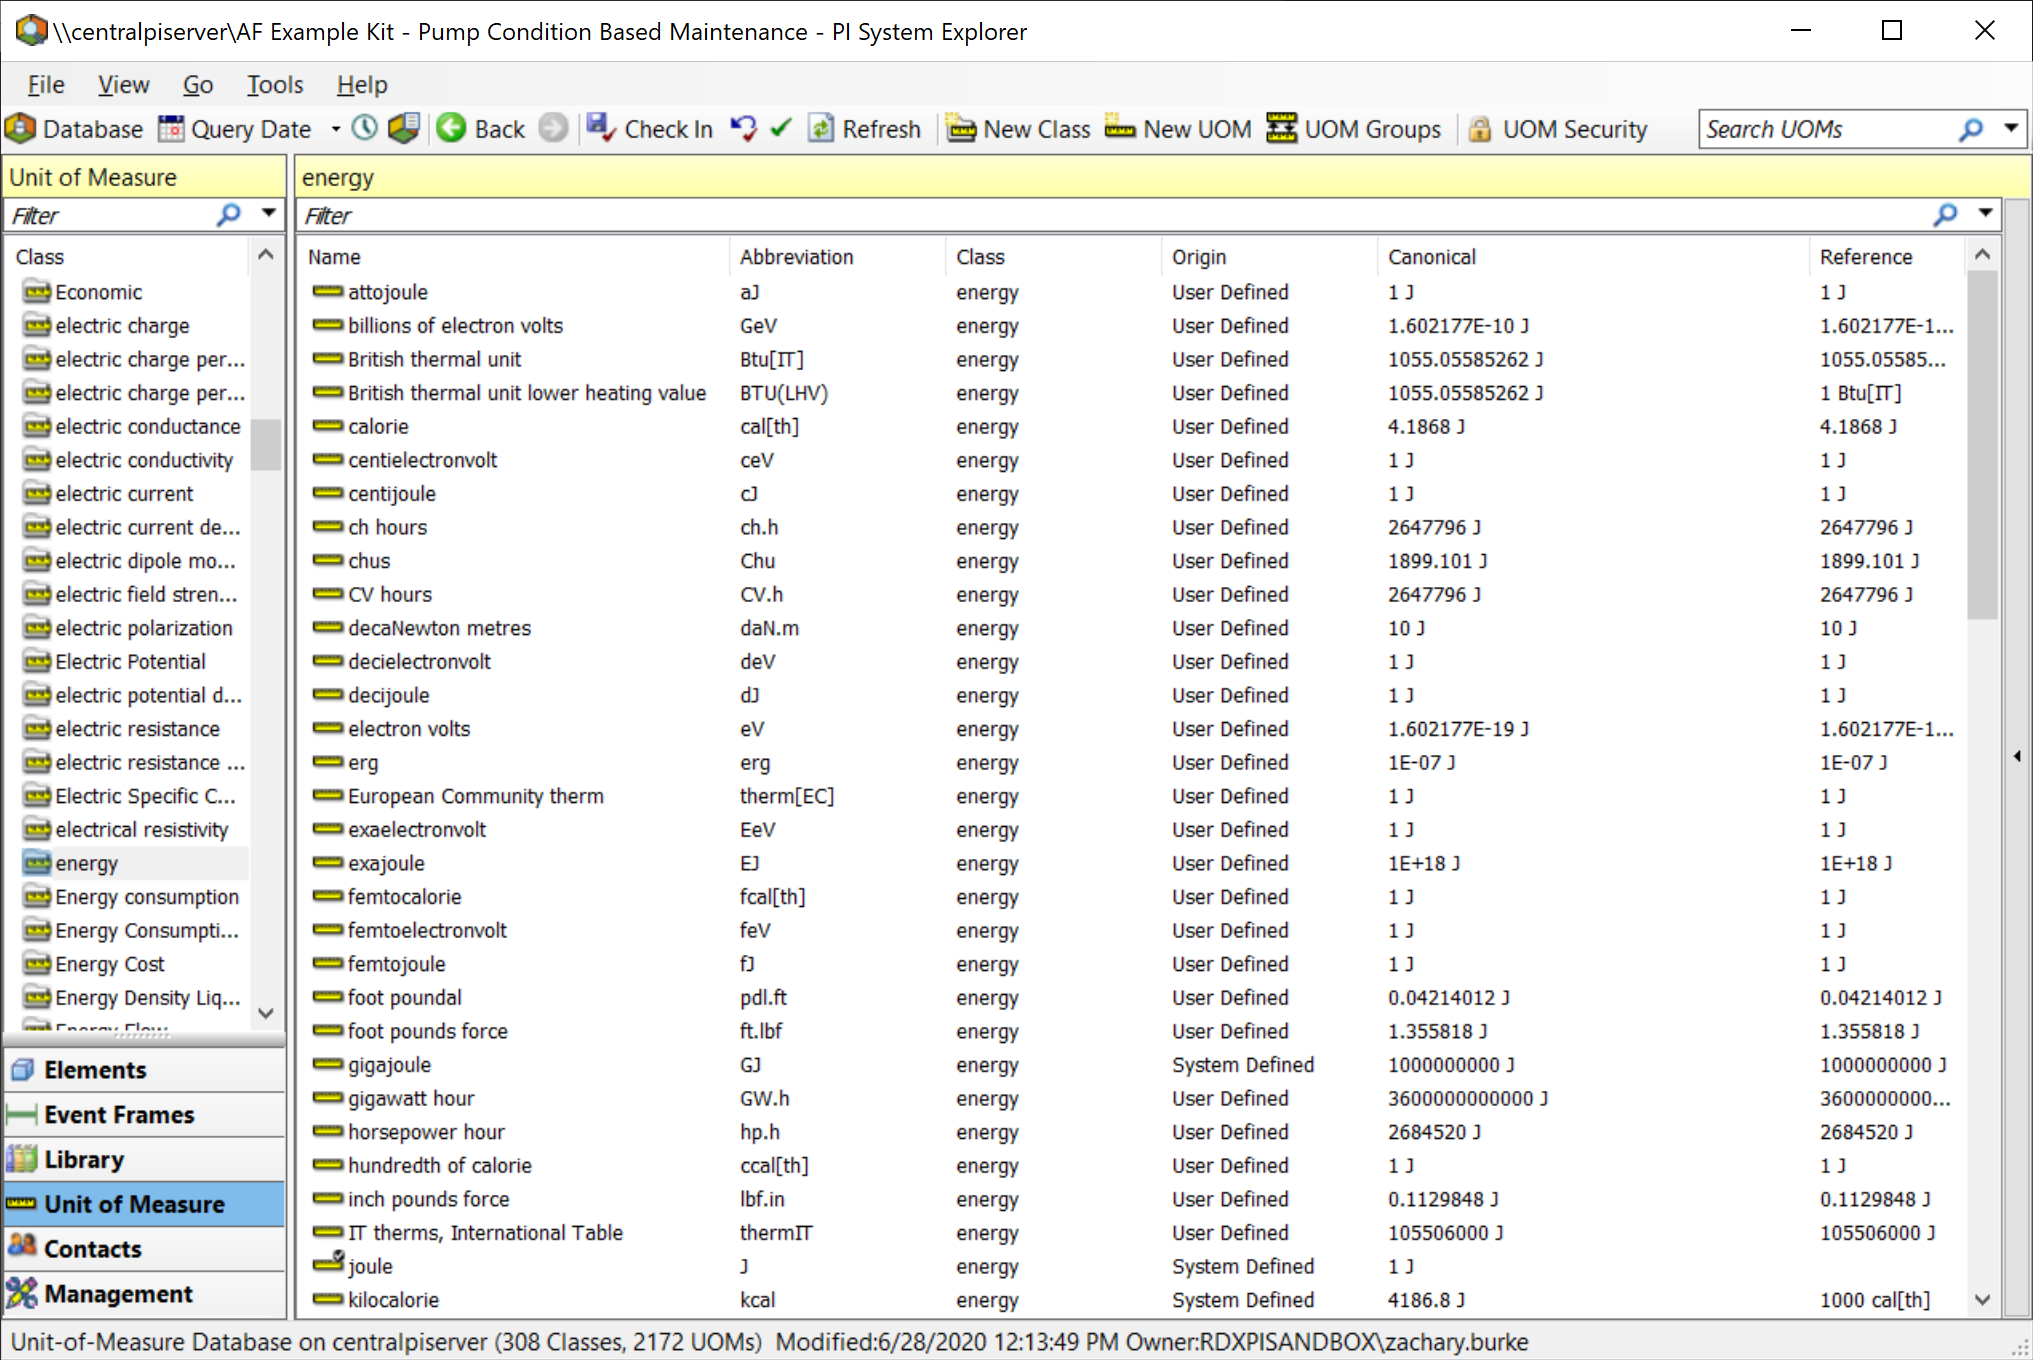 \\centralpiserver\AF Example Kit - Pump Condition Based Maintenance - PI System Explorer
File View Go Tools Help
Database Query Date Back Check In Refresh New Class New UOM UOM Groups UOM Security Search UOMs
Unit of Measure
Filter
Class
Economic
electric charge
electric charge per...
electric charge per...
electric conductance
electric conductivity
electric current
electric current de...
electric dipole mo...
electric field stren...
electric polarization
Electric Potential
electric potential d...
electric resistance
electric resistance ...
Electric Specific C...
electrical resistivity
energy
Energy consumption
Energy Consumpti...
Energy Cost
Energy Density Liq...
Energy Flow
Elements
Event Frames
Library
Unit of Measure
Contacts
Management
energy
Filter
Name Abbreviation Class Origin Canonical Reference
attojoule aJ energy User Defined 1 J 1 J
billions of electron volts GeV energy User Defined 1.602177E-10 J 1.602177E-1...
British thermal unit Btu[IT] energy User Defined 1055.05585262 J 1055.05585...
British thermal unit lower heating value BTU(LHV) energy User Defined 1055.05585262 J 1 Btu[IT]
calorie cal[th] energy User Defined 4.1868 J 4.1868 J
centielectronvolt ceV energy User Defined 1 J 1 J
centijoule cJ energy User Defined 1 J 1 J
ch hours ch.h energy User Defined 2647796 J 2647796 J
chus Chu energy User Defined 1899.101 J 1899.101 J
CV hours CV.h energy User Defined 2647796 J 2647796 J
decaNewton metres daN.m energy User Defined 10 J 10 J
decielectronvolt deV energy User Defined 1 J 1 J
decijoule dJ energy User Defined 1 J 1 J
electron volts eV energy User Defined 1.602177E-19 J 1.602177E-1...
erg erg energy User Defined 1E-07 J 1E-07 J
European Community therm therm[EC] energy User Defined 1 J 1 J
exaelectronvolt EeV energy User Defined 1 J 1 J
exajoule EJ energy User Defined 1E+18 J 1E+18 J
femtocalorie fcal[th] energy User Defined 1 J 1 J
femtoelectronvolt feV energy User Defined 1 J 1 J
femtojoule fJ energy User Defined 1 J 1 J
foot poundal pdl.ft energy User Defined 0.04214012 J 0.04214012 J
foot pounds force ft.lbf energy User Defined 1.355818 J 1.355818 J
gigajoule GJ energy System Defined 1000000000 J 1000000000 J
gigawatt hour GW.h energy User Defined 3600000000000 J 3600000000...
horsepower hour hp.h energy User Defined 2684520 J 2684520 J
hundredth of calorie ccal[th] energy User Defined 1 J 1 J
inch pounds force lbf.in energy User Defined 0.1129848 J 0.1129848 J
IT therms, International Table thermIT energy User Defined 105506000 J 105506000 J
joule J energy System Defined 1 J
kilocalorie kcal energy System Defined 4186.8 J 1000 cal[th]
Unit-of-Measure Database on centralpiserver (308 Classes, 2172 UOMs) Modified:6/28/2020 12:13:49 PM Owner:RDXPISANDBOX\zachary.burke